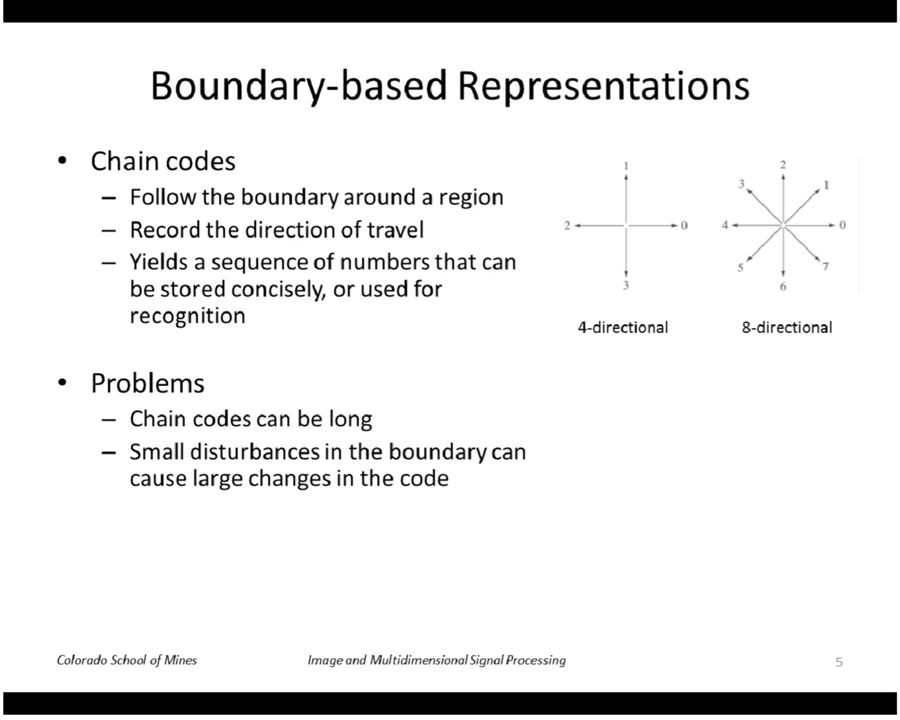 Boundary-based Representations
• Chain codes
– Follow the boundary around a region
– Record the direction of travel
– Yields a sequence of numbers that can
be stored concisely, or used for
recognition
• Problems
– Chain codes can be long
– Small disturbances in the boundary can
cause large changes in the code
1
2 0
3
4-directional
2
3 1
4 0
5 7
6
8-directional
Colorado School of Mines
Image and Multidimensional Signal Processing
5